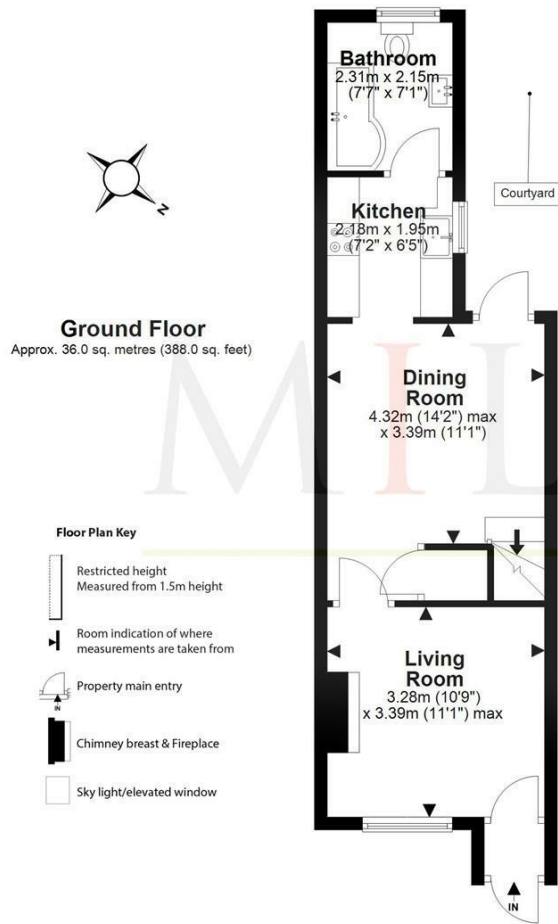 Bathroom
2.31m x 2.15m
(7'7" x 7'1")
Courtyard
Kitchen
2.18m x 1.95m
(7'2" x 6'5")
N
Ground Floor
Approx. 36.0 sq. metres (388.0 sq. feet)
Dining
Room
4.32m (14'2") max
x 3.39m (11'1")
MIL
Floor Plan Key
Restricted height
Measured from 1.5m height
Room indication of where
measurements are taken from
Property main entry
IN
Chimney breast & Fireplace
Sky light/elevated window
Living
Room
3.28m (10'9")
x 3.39m (11'1") max
IN